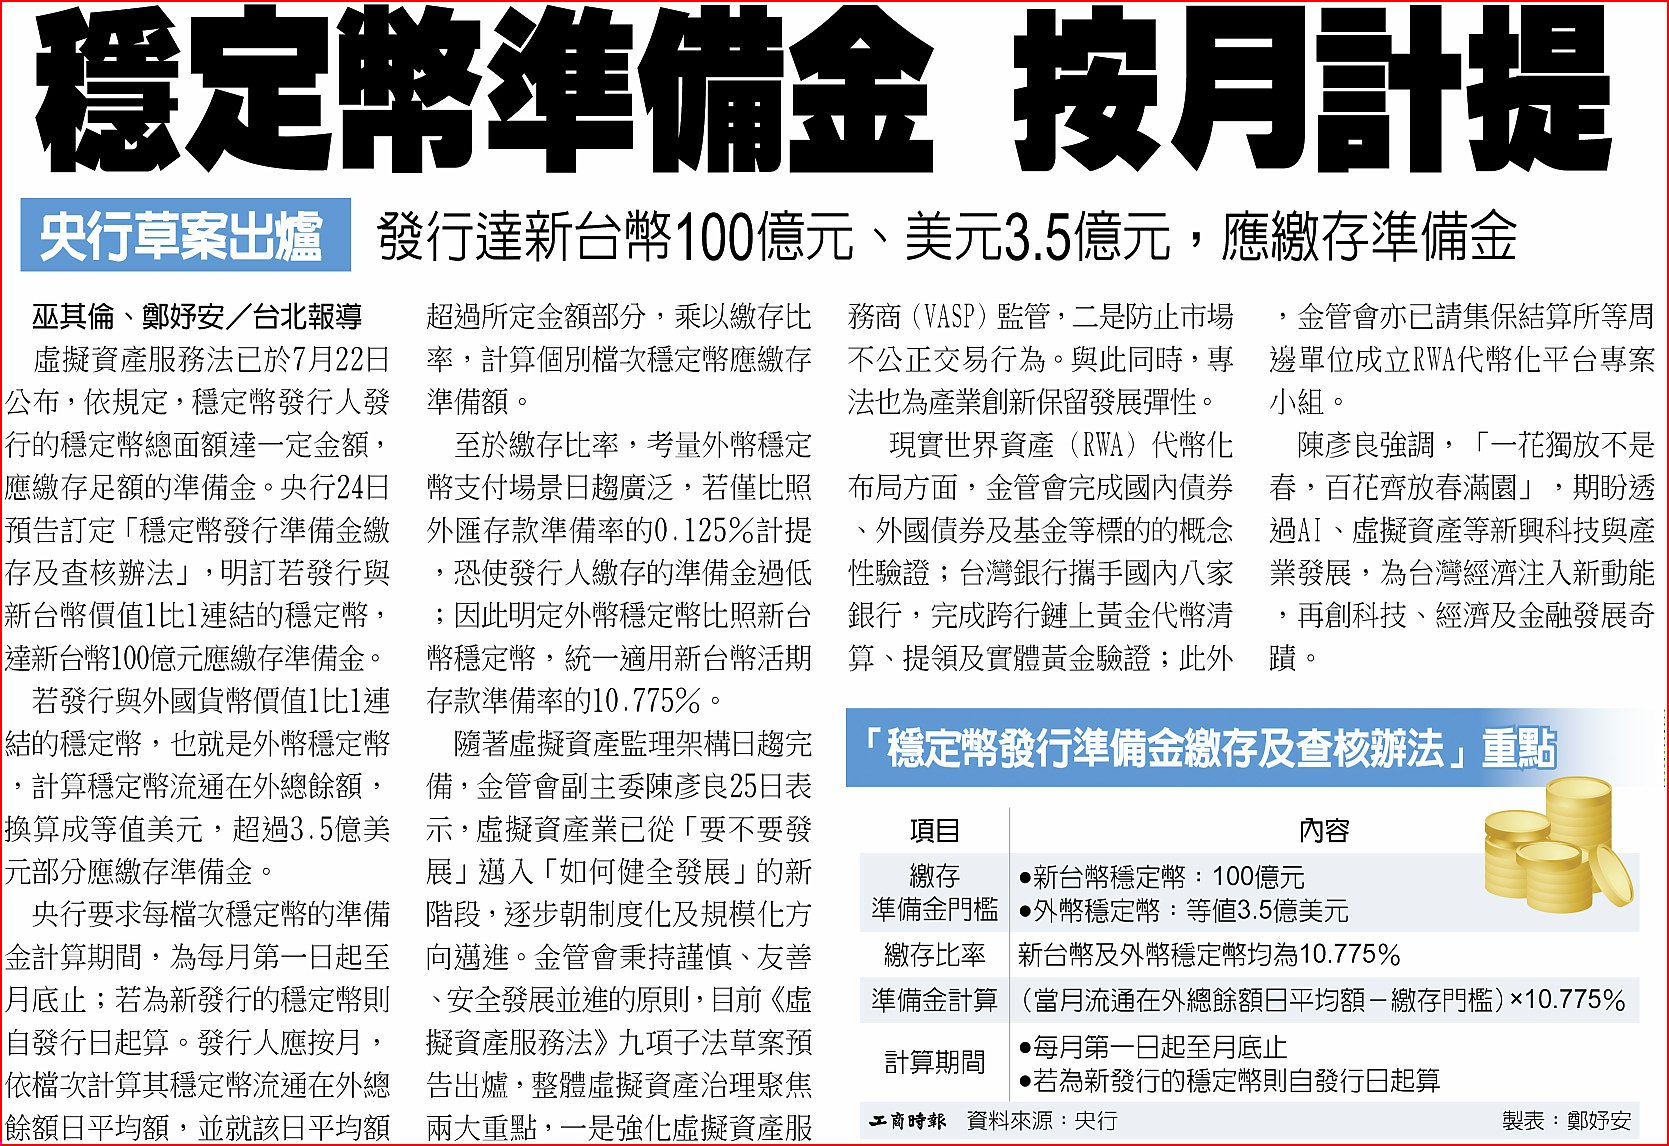 穩定幣準備金 按月計提
央行草案出爐
發行達新台幣100億元、美元3.5億元，應繳存準備金
巫其倫、鄭妤安／台北報導
虛擬資產服務法已於7月22日
公布，依規定，穩定幣發行人發
行的穩定幣總面額達一定金額，
應繳存足額的準備金。央行24日
預告訂定「穩定幣發行準備金繳
存及查核辦法」，明訂若發行與
新台幣價值1比1連結的穩定幣，
達新台幣100億元應繳存準備金。
若發行與外國貨幣價值1比1連
結的穩定幣，也就是外幣穩定幣
，計算穩定幣流通在外總餘額，
換算成等值美元，超過3.5億美
元部分應繳存準備金。
央行要求每檔次穩定幣的準備
金計算期間，為每月第一日起至
月底止；若為新發行的穩定幣則
自發行日起算。發行人應按月，
依檔次計算其穩定幣流通在外總
餘額日平均額，並就該日平均額
超過所定金額部分，乘以繳存比
率，計算個別檔次穩定幣應繳存
準備額。
至於繳存比率，考量外幣穩定
幣支付場景日趨廣泛，若僅比照
外匯存款準備率的0.125%計提
，恐使發行人繳存的準備金過低
；因此明定外幣穩定幣比照新台
幣穩定幣，統一適用新台幣活期
存款準備率的10.775%。
隨著虛擬資產監理架構日趨完
備，金管會副主委陳彥良25日表
示，虛擬資產業已從「要不要發
展」邁入「如何健全發展」的新
階段，逐步朝制度化及規模化方
向邁進。金管會秉持謹慎、友善
、安全發展並進的原則，目前《虛
擬資產服務法》九項子法草案預
告出爐，整體虛擬資產治理聚焦
兩大重點，一是強化虛擬資產服
務商（VASP）監管，二是防止市場
不公正交易行為。與此同時，專
法也為產業創新保留發展彈性。
現實世界資產（RWA）代幣化
布局方面，金管會完成國內債券
、外國債券及基金等標的的概念
性驗證；台灣銀行攜手國內八家
銀行，完成跨行鏈上黃金代幣清
算、提領及實體黃金驗證；此外
，金管會亦已請集保結算所等周
邊單位成立RWA代幣化平台專案
小組。
陳彥良強調，「一花獨放不是
春，百花齊放春滿園」，期盼透
過AI、虛擬資產等新興科技與產
業發展，為台灣經濟注入新動能
，再創科技、經濟及金融發展奇
蹟。
「穩定幣發行準備金繳存及查核辦法」重點
項目 內容
繳存
準備金門檻
●新台幣穩定幣：100億元
●外幣穩定幣：等值3.5億美元
繳存比率 新台幣及外幣穩定幣均為10.775%
準備金計算 （當月流通在外總餘額日平均額－繳存門檻）×10.775%
計算期間
●每月第一日起至月底止
●若為新發行的穩定幣則自發行日起算
工商時報 資料來源：央行 製表：鄭妤安